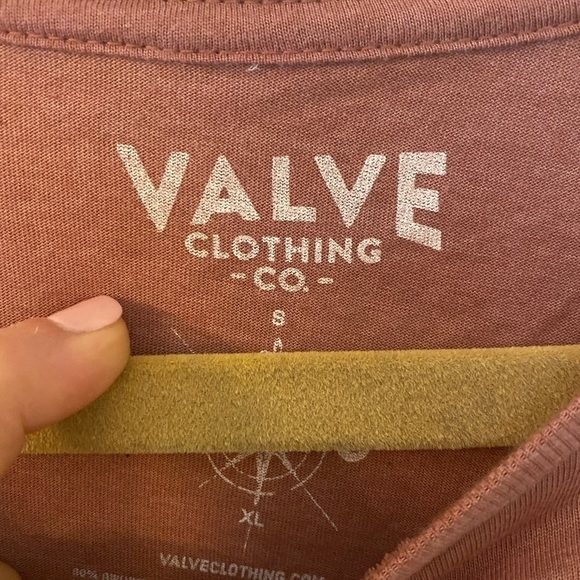 VALVE
CLOTHING
-CO.-
S
XL
VALVECLOTHING.COM